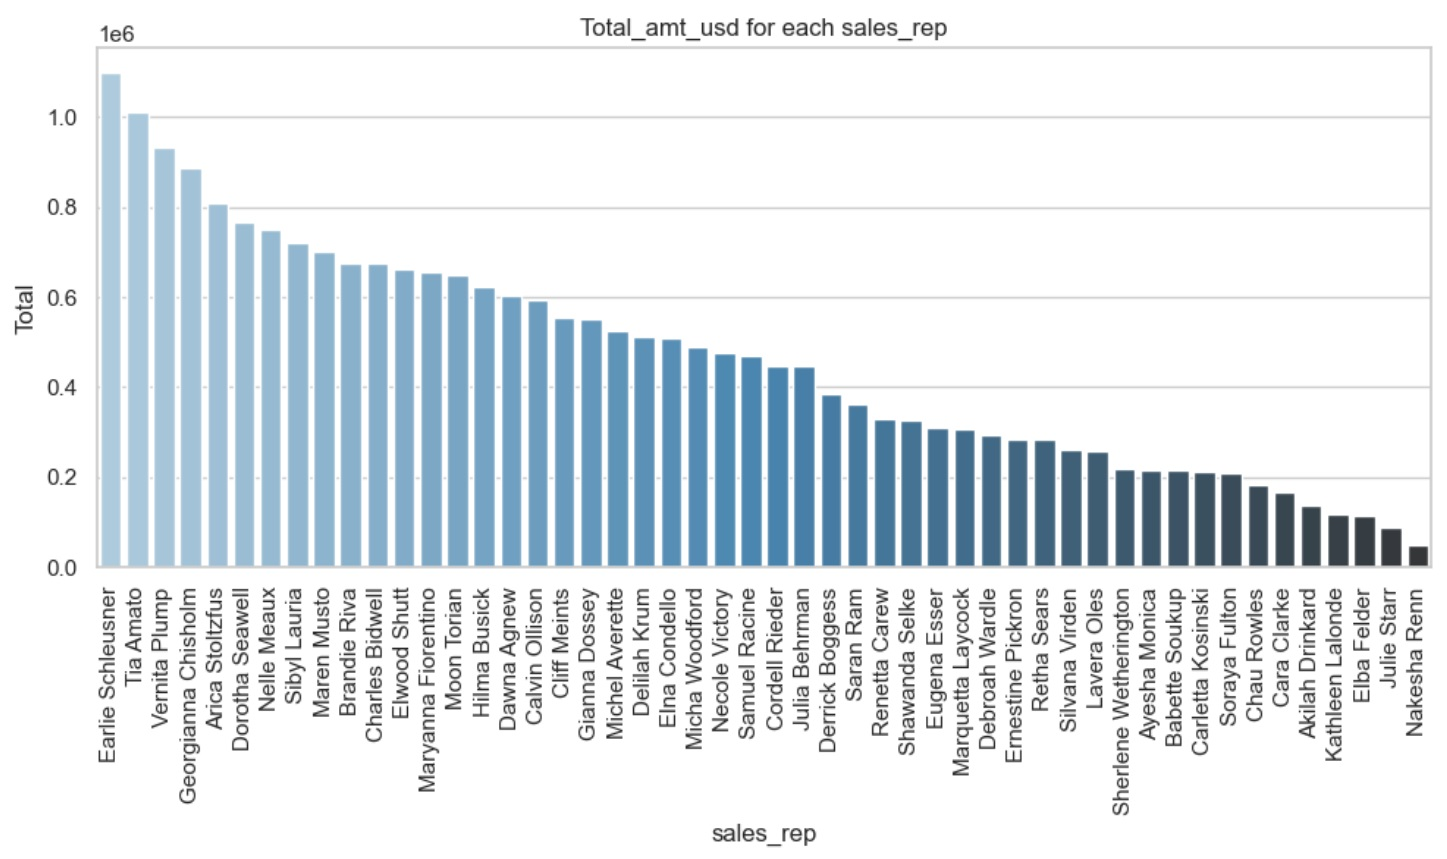 Total_amt_usd for each sales_rep
1e6
1.0
0.8
0.6
0.4
0.2
0.0
Total
Earlie Schleusner
Tia Amato
Vernita Plump
Georgianna Chisholm
Arica Stoltzfus
Dorotha Seawell
Nelle Meaux
Sibyl Lauria
Maren Musto
Brandie Riva
Charles Bidwell
Elwood Shutt
Maryanna Fiorentino
Moon Torian
Hilma Busick
Dawna Agnew
Calvin Ollison
Cliff Meints
Gianna Dossey
Michel Averette
Delilah Krum
Elna Condello
Micha Woodford
Necole Victory
Samuel Racine
Cordell Rieder
Julia Behrman
Derrick Boggess
Saran Ram
Renetta Carew
Shawanda Selke
Eugena Esser
Marquetta Laycock
Debroah Wardle
Ernestine Pickron
Retha Sears
Silvana Virden
Lavera Oles
Sherlene Wetherington
Ayesha Monica
Babette Soukup
Carletta Kosinski
Soraya Fulton
Chau Rowles
Cara Clarke
Akilah Drinkard
Kathleen Lalonde
Elba Felder
Julie Starr
Nakesha Renn
sales_rep